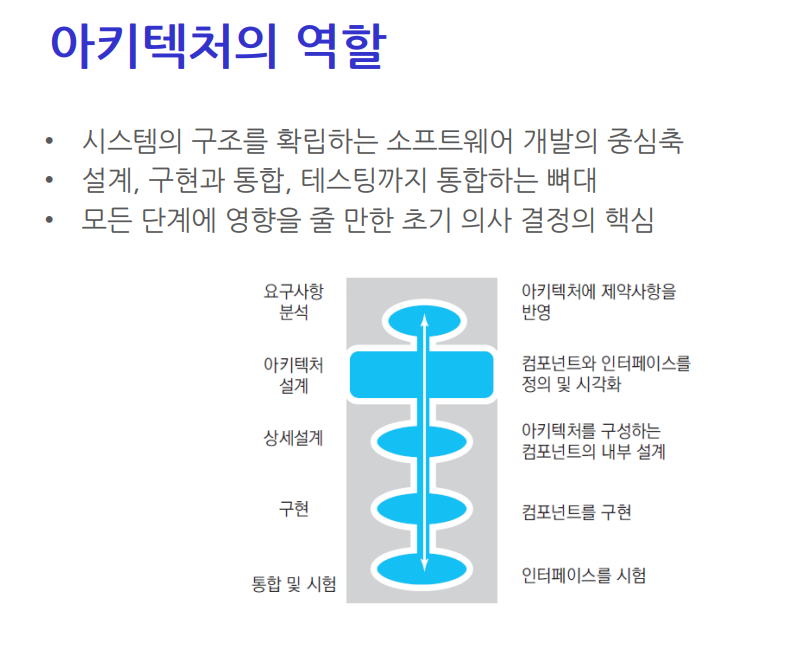 아키텍처의 역할
• 시스템의 구조를 확립하는 소프트웨어 개발의 중심축
• 설계, 구현과 통합, 테스팅까지 통합하는 뼈대
• 모든 단계에 영향을 줄 만한 초기 의사 결정의 핵심
요구사항
분석
아키텍처에 제약사항을
반영
아키텍처
설계
컴포넌트와 인터페이스를
정의 및 시각화
상세설계
아키텍처를 구성하는
컴포넌트의 내부 설계
구현
컴포넌트를 구현
통합 및 시험
인터페이스를 시험